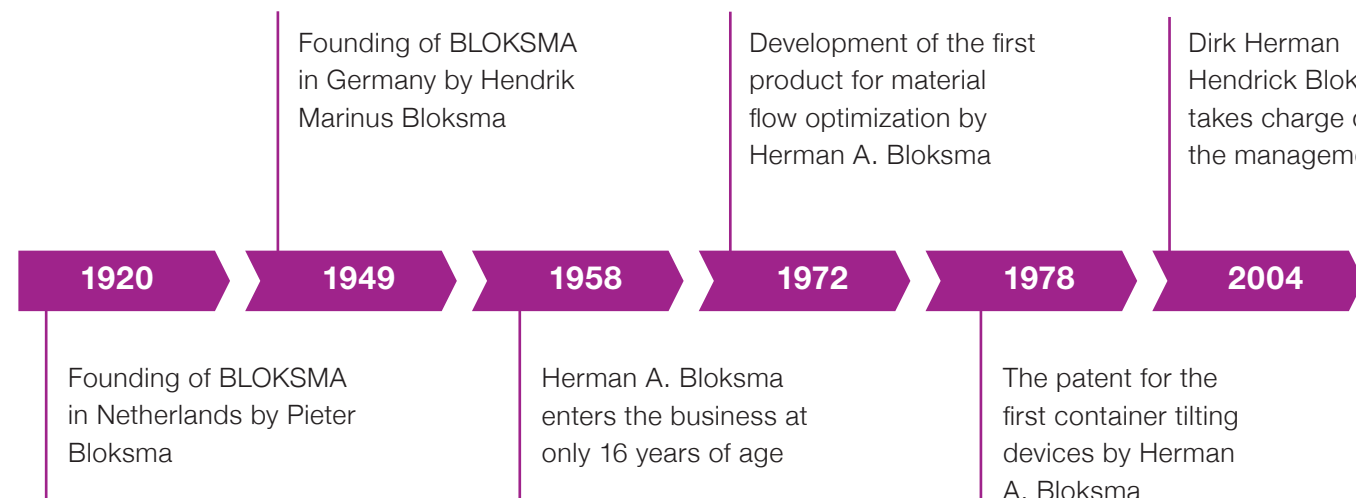 Founding of BLOKSMA
in Germany by Hendrik
Marinus Bloksma
Development of the first
product for material
flow optimization by
Herman A. Bloksma
Dirk Herman
Hendrick
takes charge
the
1920
1949
1958
1972
1978
2004
Founding of BLOKSMA
in Netherlands by Pieter
Bloksma
Herman A. Bloksma
enters the business at
only 16 years of age
The patent for the
first container tilting
devices by Herman
A. Bloksma